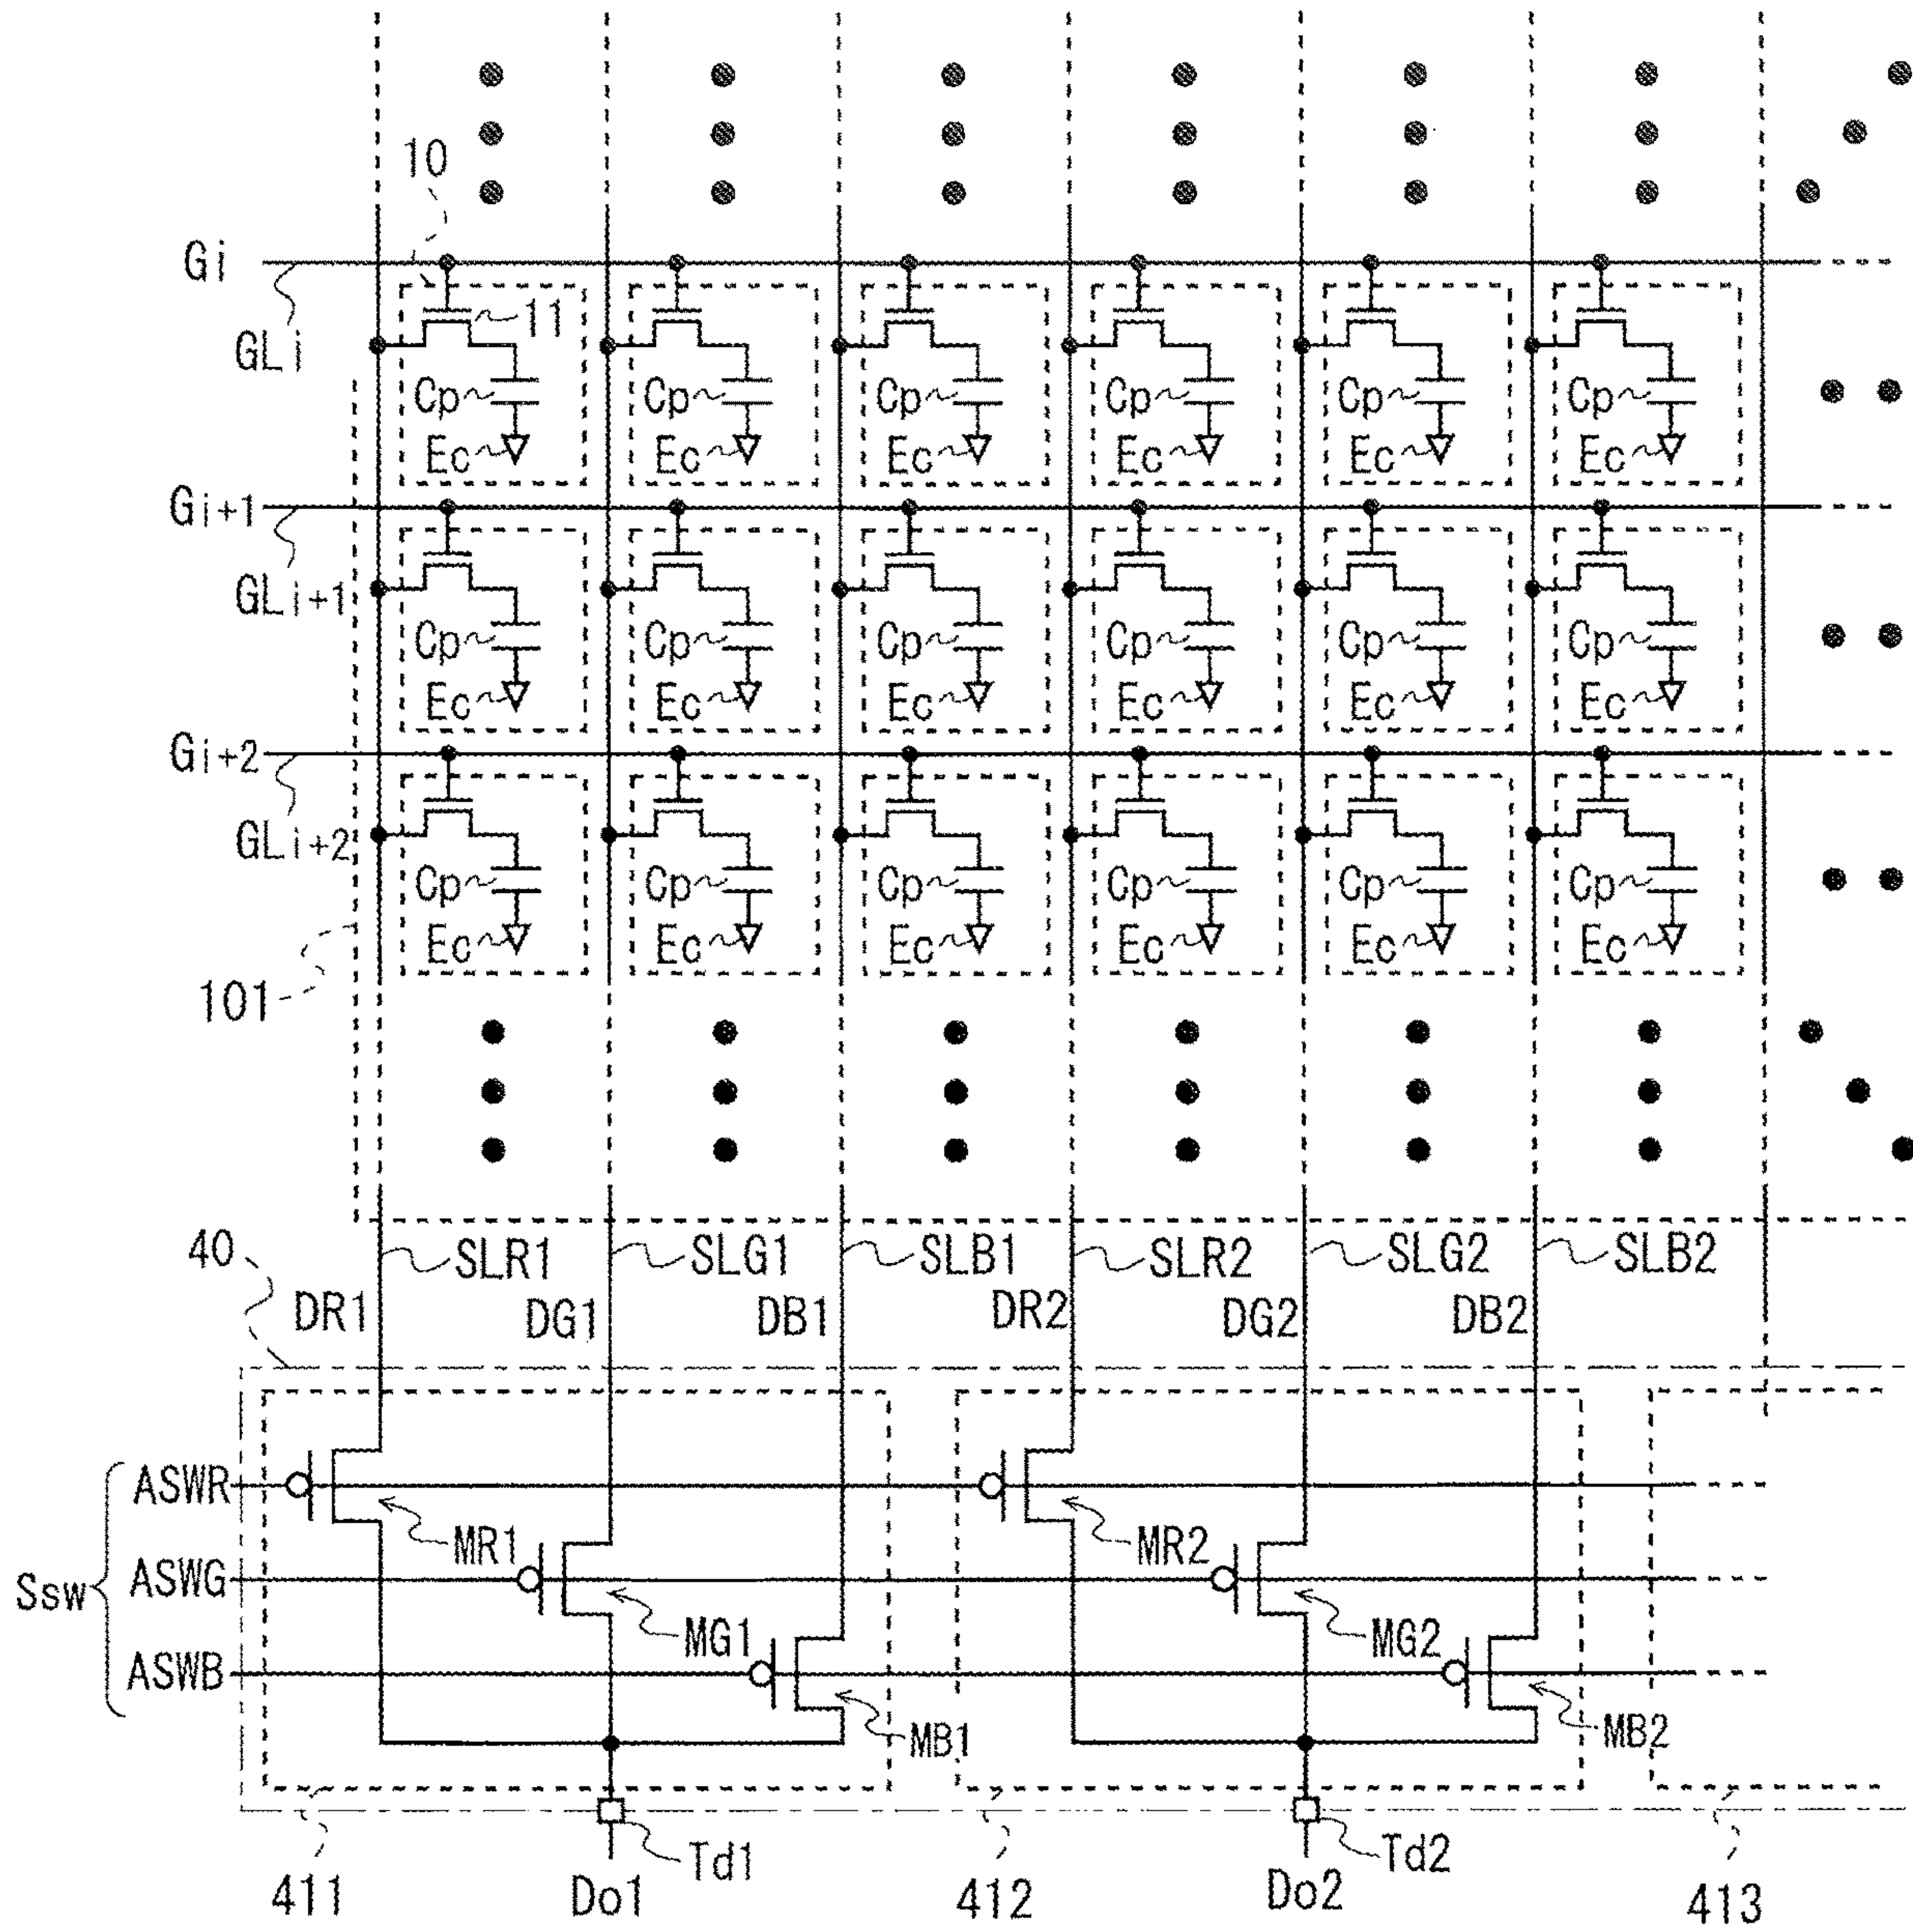 10
Gi
11
GLi
Cp Cp Cp Cp Cp Cp
Ec Ec Ec Ec Ec Ec
Gi+1
GLi+1
Cp Cp Cp Cp Cp Cp
Ec Ec Ec Ec Ec Ec
Gi+2
GLi+2
Cp Cp Cp Cp Cp Cp
Ec Ec Ec Ec Ec Ec
101
40 SLR1 SLG1 SLB1 SLR2 SLG2 SLB2
DR1 DG1 DB1 DR2 DG2 DB2
ASWR
MR1 MR2
Ssw ASWG
MG1 MG2
ASWB
MB1 MB2
Td1 Td2
411 Do1 412 Do2 413